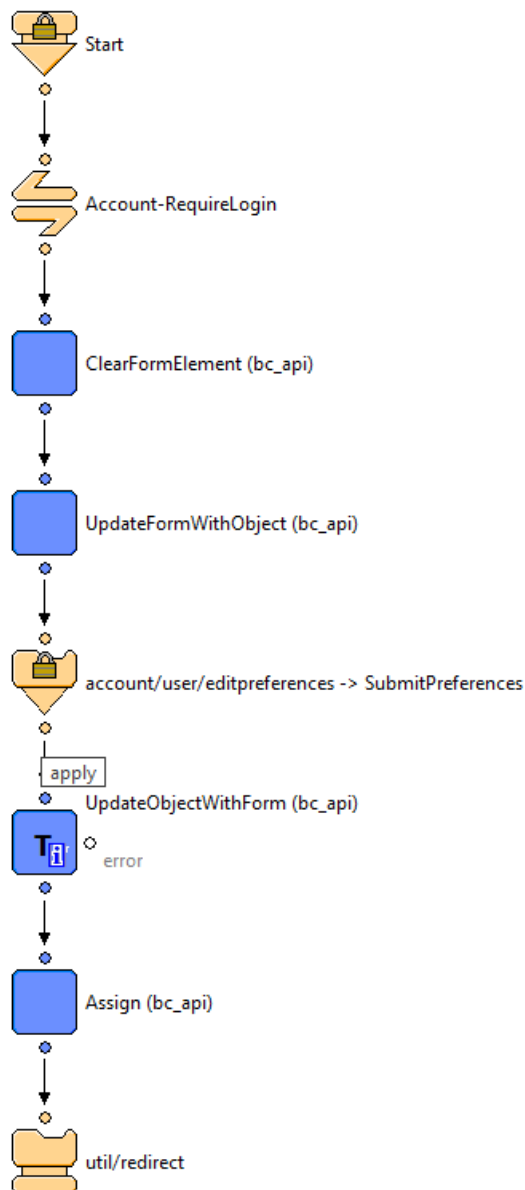 Start
Account-RequireLogin
ClearFormElement (bc_api)
UpdateFormWithObject (bc_api)
account/user/editpreferences -> SubmitPreferences
apply
UpdateObjectWithForm (bc_api)
T
i
error
Assign (bc_api)
util/redirect